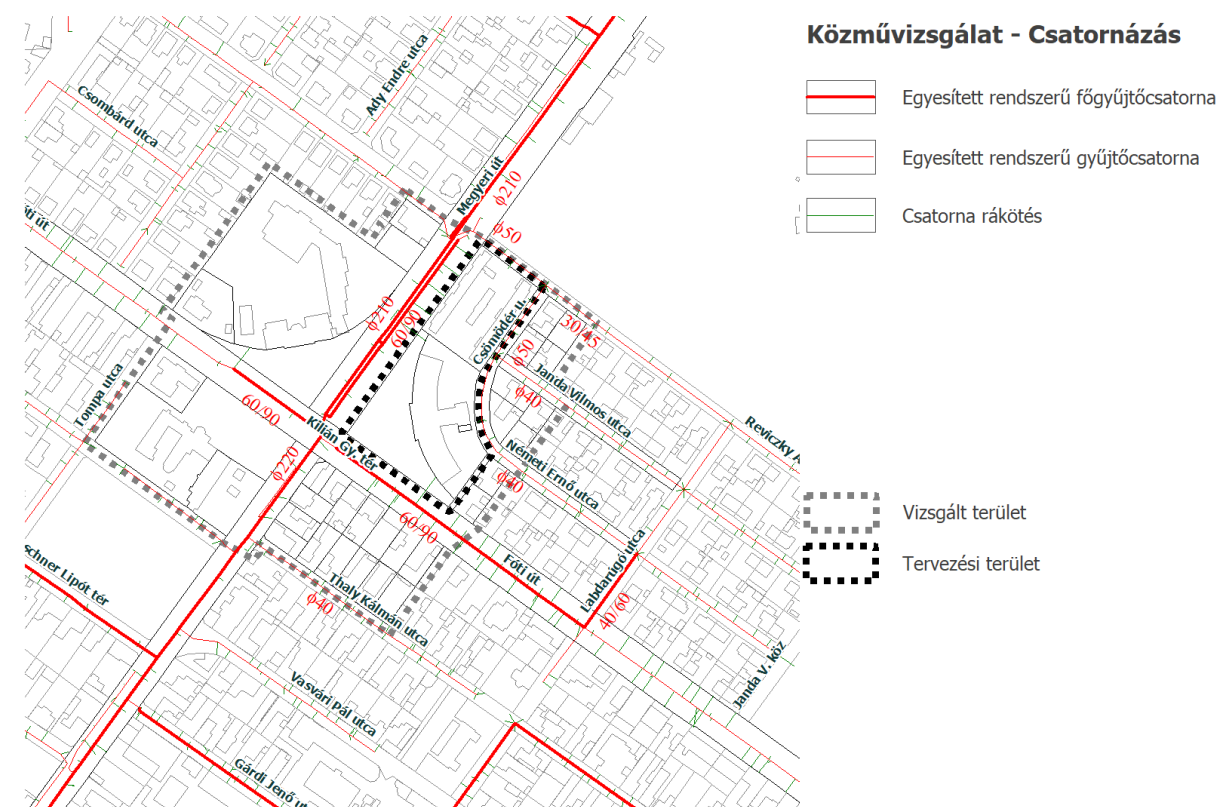 Közművizsgálat - Csatornázás
Egyesített rendszerű főgyűjtőcsatorna
Egyesített rendszerű gyűjtőcsatorna
Csatorna rákötés
Vizsgált terület
Tervezési terület
Ady Endre utca
Csombárd utca
Megyeri út
ϕ210
ϕ50
ϕ210
60/90
Csömödér u.
30/45
ϕ50
Janda Vilmos utca
ϕ40
Reviczky
Tompa utca
60/90
Kilián Gy. tér
ϕ220
Németi Ernő utca
ϕ40
60/90
Fóti út
Labdarúgó utca
40/60
Lipót tér
Thaly Kálmán utca
ϕ40
Janda V. köz
Vasvári Pál utca
Gárdi Jenő